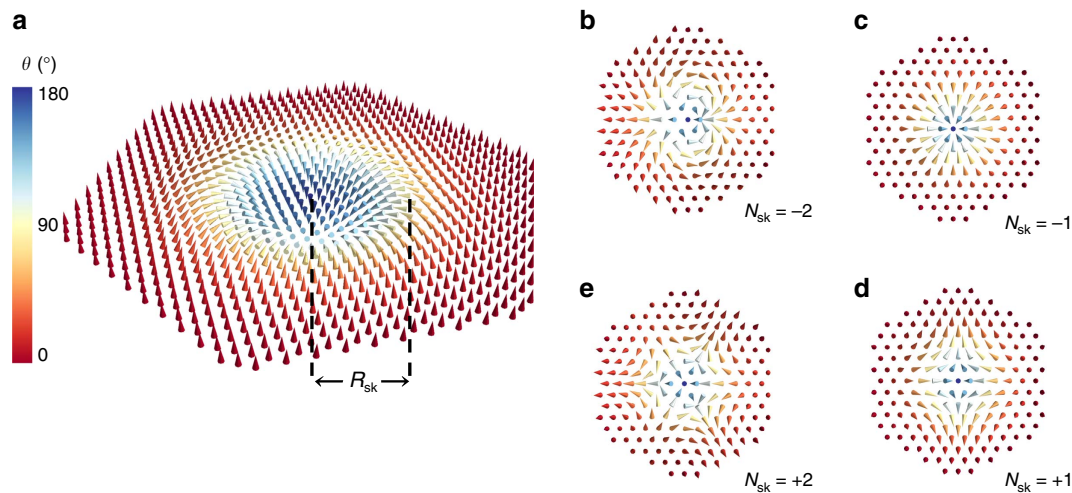 a
θ (°)
180
90
0
R_sk
b
N_sk = –2
c
N_sk = –1
e
N_sk = +2
d
N_sk = +1